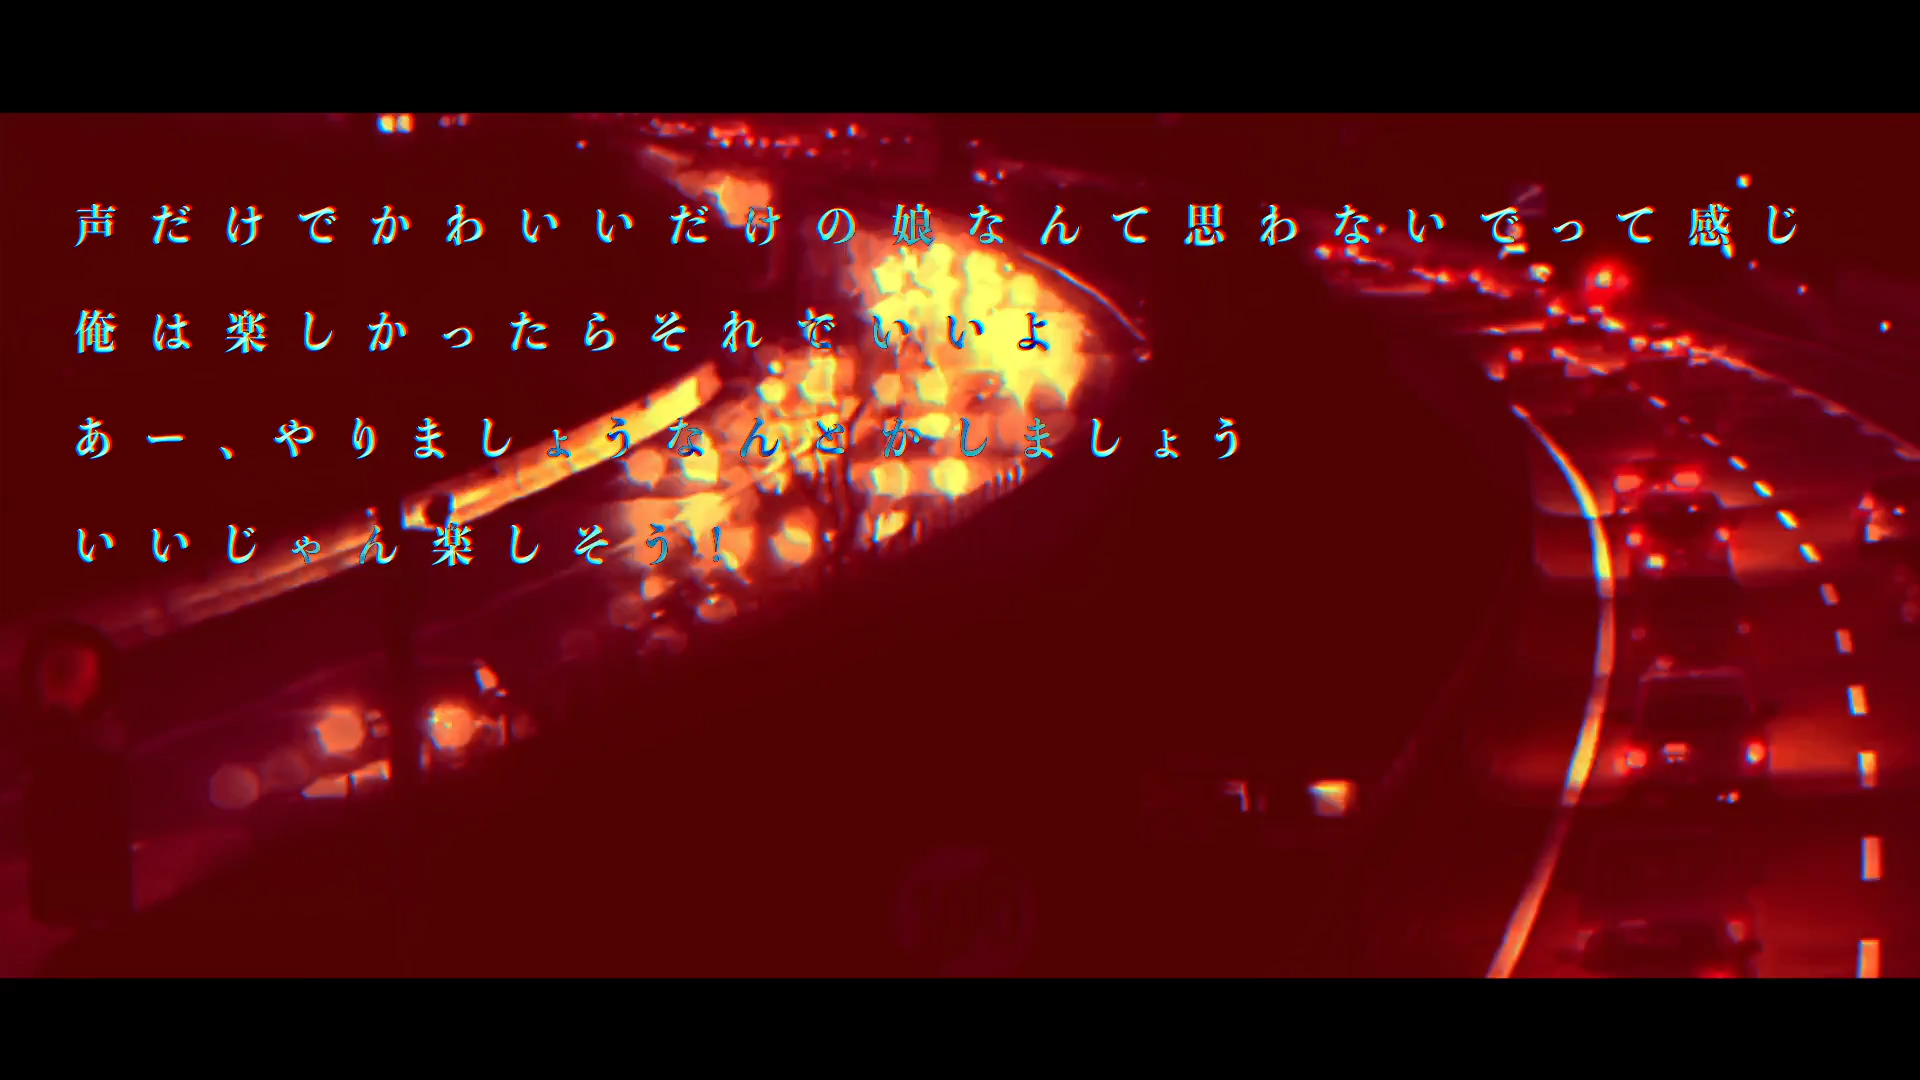 声だけでかわいいだけの娘なんて思わないでって感じ
俺は楽しかったらそれでいいよ
あー、やりましょうなんとかしましょう
いいじゃん楽しそう！